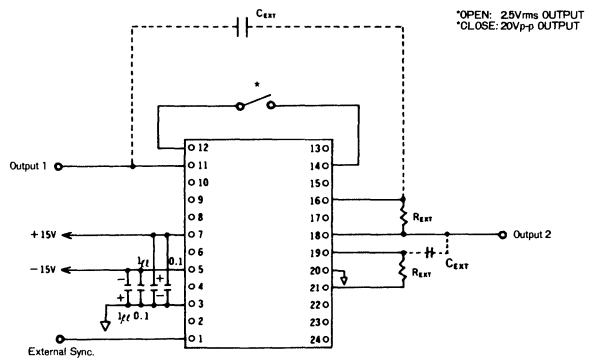 CEXT
*OPEN: 2.5Vrms OUTPUT
*CLOSE: 20Vp-p OUTPUT
*
12
13
Output 1
11
14
10
15
9
16
8
17
REXT
+15V
7
18
Output 2
6
19
CEXT
-15V
1μ
0.1
5
20
REXT
- +
4
21
+ -
3
22
1μ 0.1
2
23
1
24
External Sync.